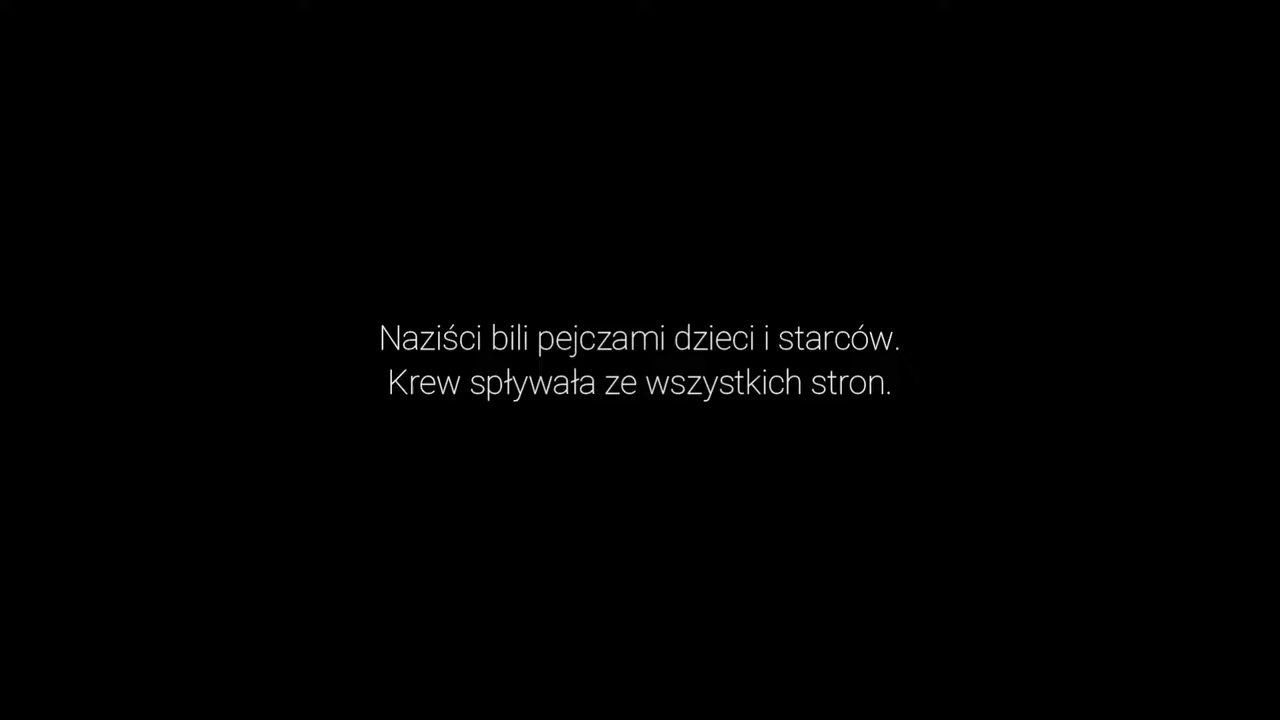 Naziści bili pejczami dzieci i starców.
Krew spływała ze wszystkich stron.